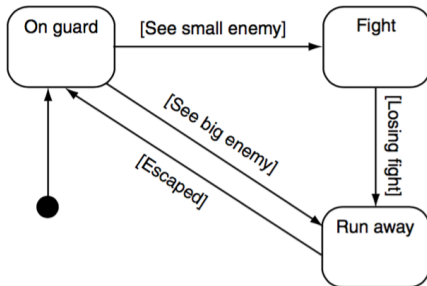 On guard
[See small enemy]
Fight
[See big enemy]
[Escaped]
[Losing fight]
Run away